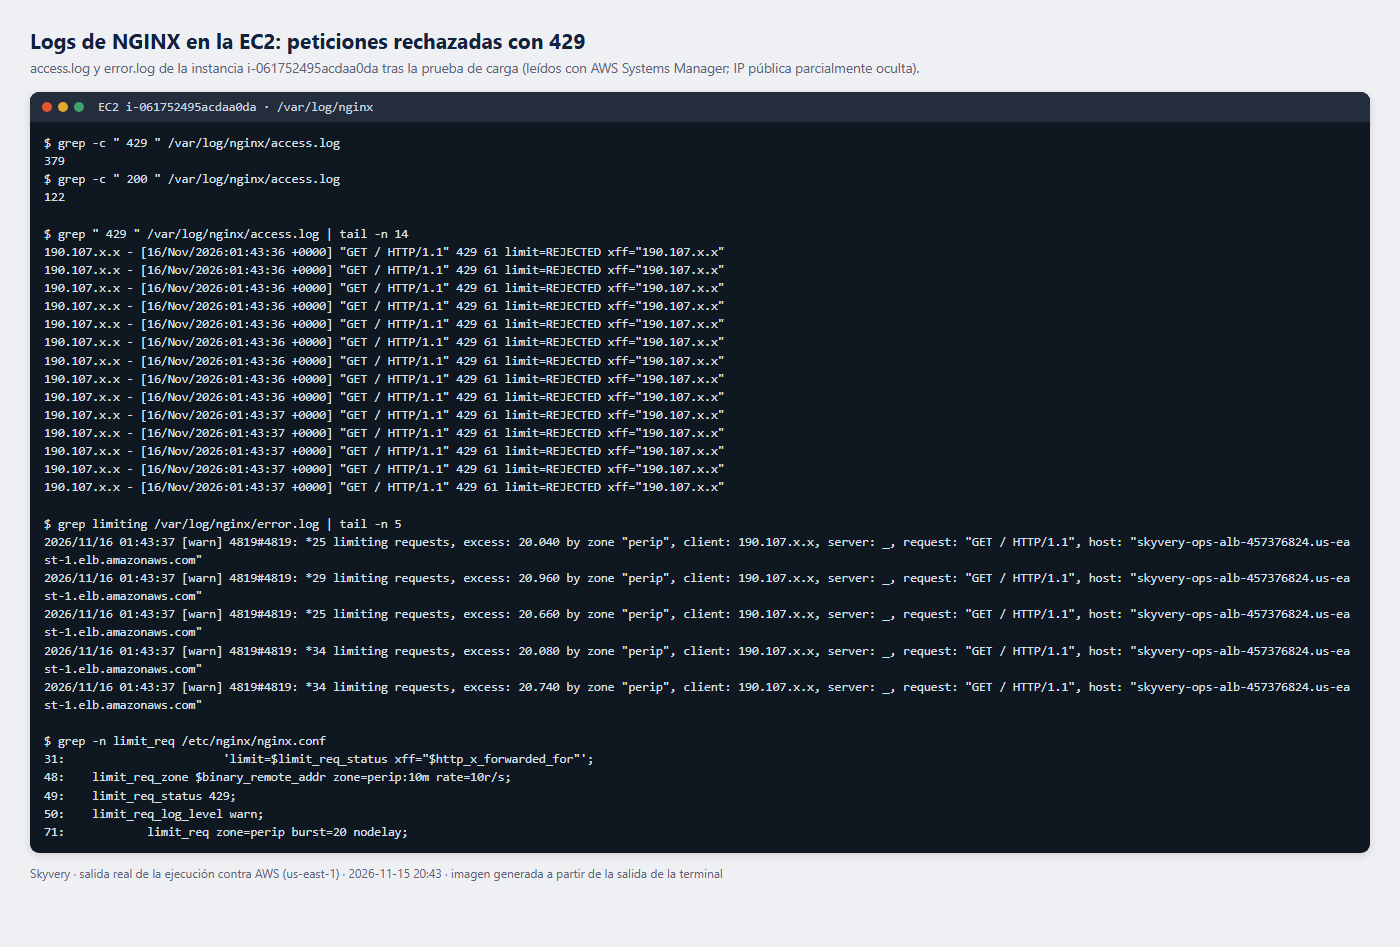 Logs de NGINX en la EC2: peticiones rechazadas con 429
access.log y error.log de la instancia i-061752495acdaa0da tras la prueba de carga (leídos con AWS Systems Manager; IP pública parcialmente oculta).
EC2 i-061752495acdaa0da · /var/log/nginx
$ grep -c " 429 " /var/log/nginx/access.log
379
$ grep -c " 200 " /var/log/nginx/access.log
122
$ grep " 429 " /var/log/nginx/access.log | tail -n 14
190.107.x.x - [16/Nov/2026:01:43:36 +0000] "GET / HTTP/1.1" 429 61 limit=REJECTED xff="190.107.x.x"
190.107.x.x - [16/Nov/2026:01:43:36 +0000] "GET / HTTP/1.1" 429 61 limit=REJECTED xff="190.107.x.x"
190.107.x.x - [16/Nov/2026:01:43:36 +0000] "GET / HTTP/1.1" 429 61 limit=REJECTED xff="190.107.x.x"
190.107.x.x - [16/Nov/2026:01:43:36 +0000] "GET / HTTP/1.1" 429 61 limit=REJECTED xff="190.107.x.x"
190.107.x.x - [16/Nov/2026:01:43:36 +0000] "GET / HTTP/1.1" 429 61 limit=REJECTED xff="190.107.x.x"
190.107.x.x - [16/Nov/2026:01:43:36 +0000] "GET / HTTP/1.1" 429 61 limit=REJECTED xff="190.107.x.x"
190.107.x.x - [16/Nov/2026:01:43:36 +0000] "GET / HTTP/1.1" 429 61 limit=REJECTED xff="190.107.x.x"
190.107.x.x - [16/Nov/2026:01:43:36 +0000] "GET / HTTP/1.1" 429 61 limit=REJECTED xff="190.107.x.x"
190.107.x.x - [16/Nov/2026:01:43:36 +0000] "GET / HTTP/1.1" 429 61 limit=REJECTED xff="190.107.x.x"
190.107.x.x - [16/Nov/2026:01:43:37 +0000] "GET / HTTP/1.1" 429 61 limit=REJECTED xff="190.107.x.x"
190.107.x.x - [16/Nov/2026:01:43:37 +0000] "GET / HTTP/1.1" 429 61 limit=REJECTED xff="190.107.x.x"
190.107.x.x - [16/Nov/2026:01:43:37 +0000] "GET / HTTP/1.1" 429 61 limit=REJECTED xff="190.107.x.x"
190.107.x.x - [16/Nov/2026:01:43:37 +0000] "GET / HTTP/1.1" 429 61 limit=REJECTED xff="190.107.x.x"
190.107.x.x - [16/Nov/2026:01:43:37 +0000] "GET / HTTP/1.1" 429 61 limit=REJECTED xff="190.107.x.x"
$ grep limiting /var/log/nginx/error.log | tail -n 5
2026/11/16 01:43:37 [warn] 4819#4819: *25 limiting requests, excess: 20.040 by zone "perip", client: 190.107.x.x, server: _, request: "GET / HTTP/1.1", host: "skyvery-ops-alb-457376824.us-ea
st-1.elb.amazonaws.com"
2026/11/16 01:43:37 [warn] 4819#4819: *29 limiting requests, excess: 20.960 by zone "perip", client: 190.107.x.x, server: _, request: "GET / HTTP/1.1", host: "skyvery-ops-alb-457376824.us-ea
st-1.elb.amazonaws.com"
2026/11/16 01:43:37 [warn] 4819#4819: *25 limiting requests, excess: 20.660 by zone "perip", client: 190.107.x.x, server: _, request: "GET / HTTP/1.1", host: "skyvery-ops-alb-457376824.us-ea
st-1.elb.amazonaws.com"
2026/11/16 01:43:37 [warn] 4819#4819: *34 limiting requests, excess: 20.080 by zone "perip", client: 190.107.x.x, server: _, request: "GET / HTTP/1.1", host: "skyvery-ops-alb-457376824.us-ea
st-1.elb.amazonaws.com"
2026/11/16 01:43:37 [warn] 4819#4819: *34 limiting requests, excess: 20.740 by zone "perip", client: 190.107.x.x, server: _, request: "GET / HTTP/1.1", host: "skyvery-ops-alb-457376824.us-ea
st-1.elb.amazonaws.com"
$ grep -n limit_req /etc/nginx/nginx.conf
31:                      'limit=$limit_req_status xff="$http_x_forwarded_for"';
48:    limit_req_zone $binary_remote_addr zone=perip:10m rate=10r/s;
49:    limit_req_status 429;
50:    limit_req_log_level warn;
71:            limit_req zone=perip burst=20 nodelay;
Skyvery · salida real de la ejecución contra AWS (us-east-1) · 2026-11-15 20:43 · imagen generada a partir de la salida de la terminal